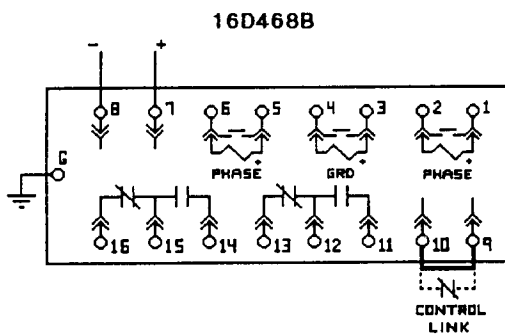 16D468B
- +
8 7 6 5 4 3 2 1
PHASE GRD PHASE
+ + +
G
16 15 14 13 12 11 10 9
CONTROL
LINK